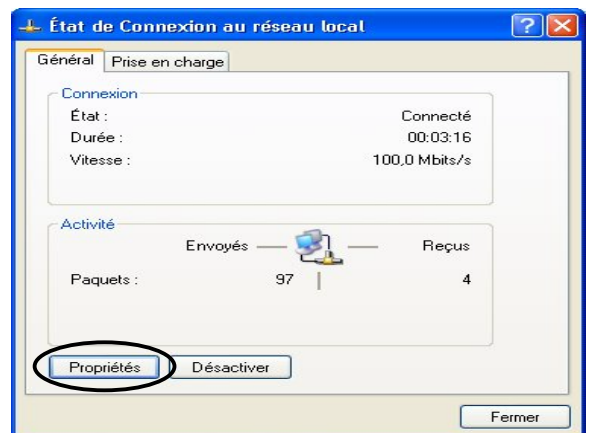 État de Connexion au réseau local
Général Prise en charge
Connexion
État : Connecté
Durée : 00:03:16
Vitesse : 100,0 Mbits/s
Activité
Envoyés Reçus
Paquets : 97 4
Propriétés Désactiver
Fermer